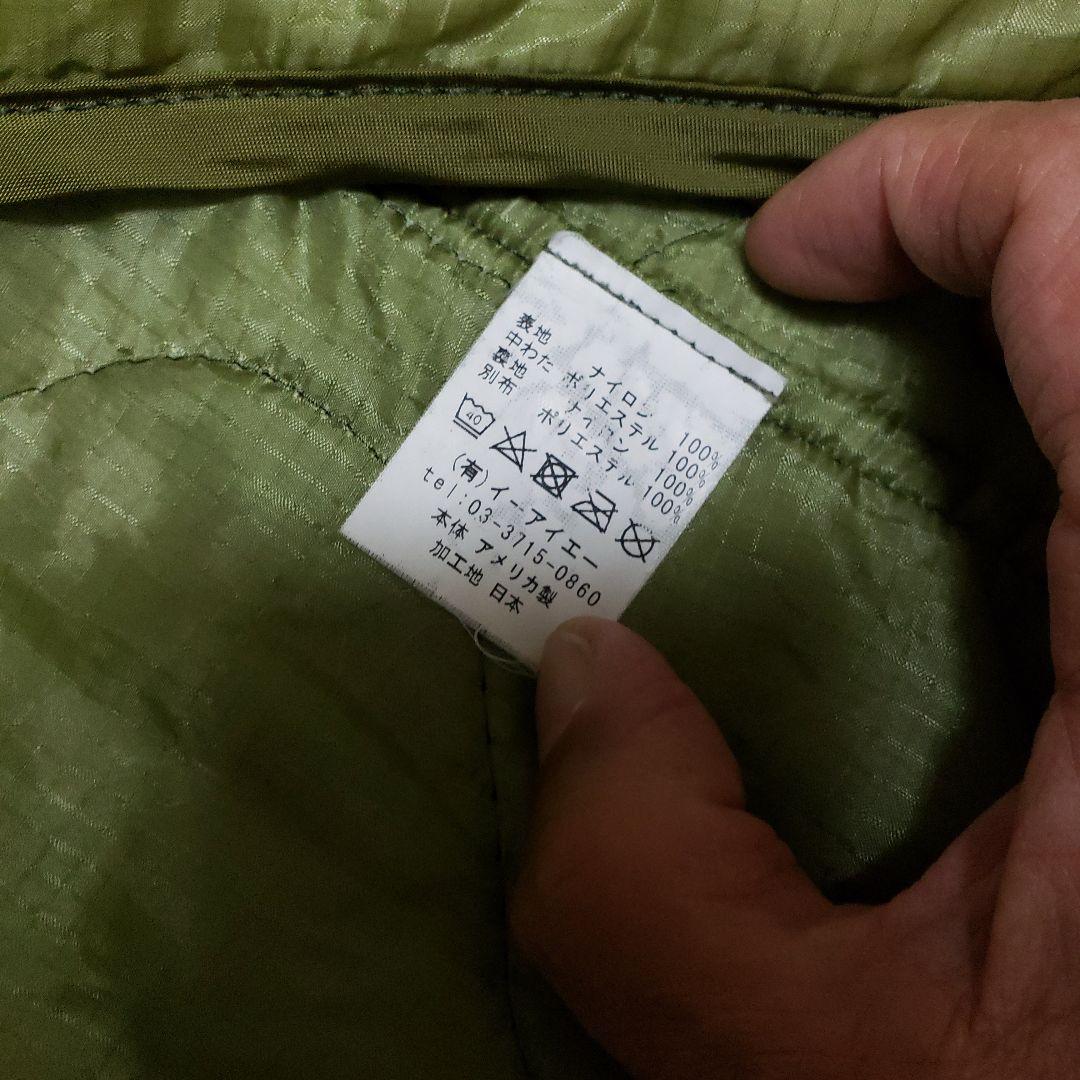 表地 ナイロン 100%
中わた ポリエステル 100%
裏地 ナイロン 100%
別布 ポリエステル 100%
40
(有)イーアイエー
tel:03-3715-0860
本体 アメリカ製
加工地 日本